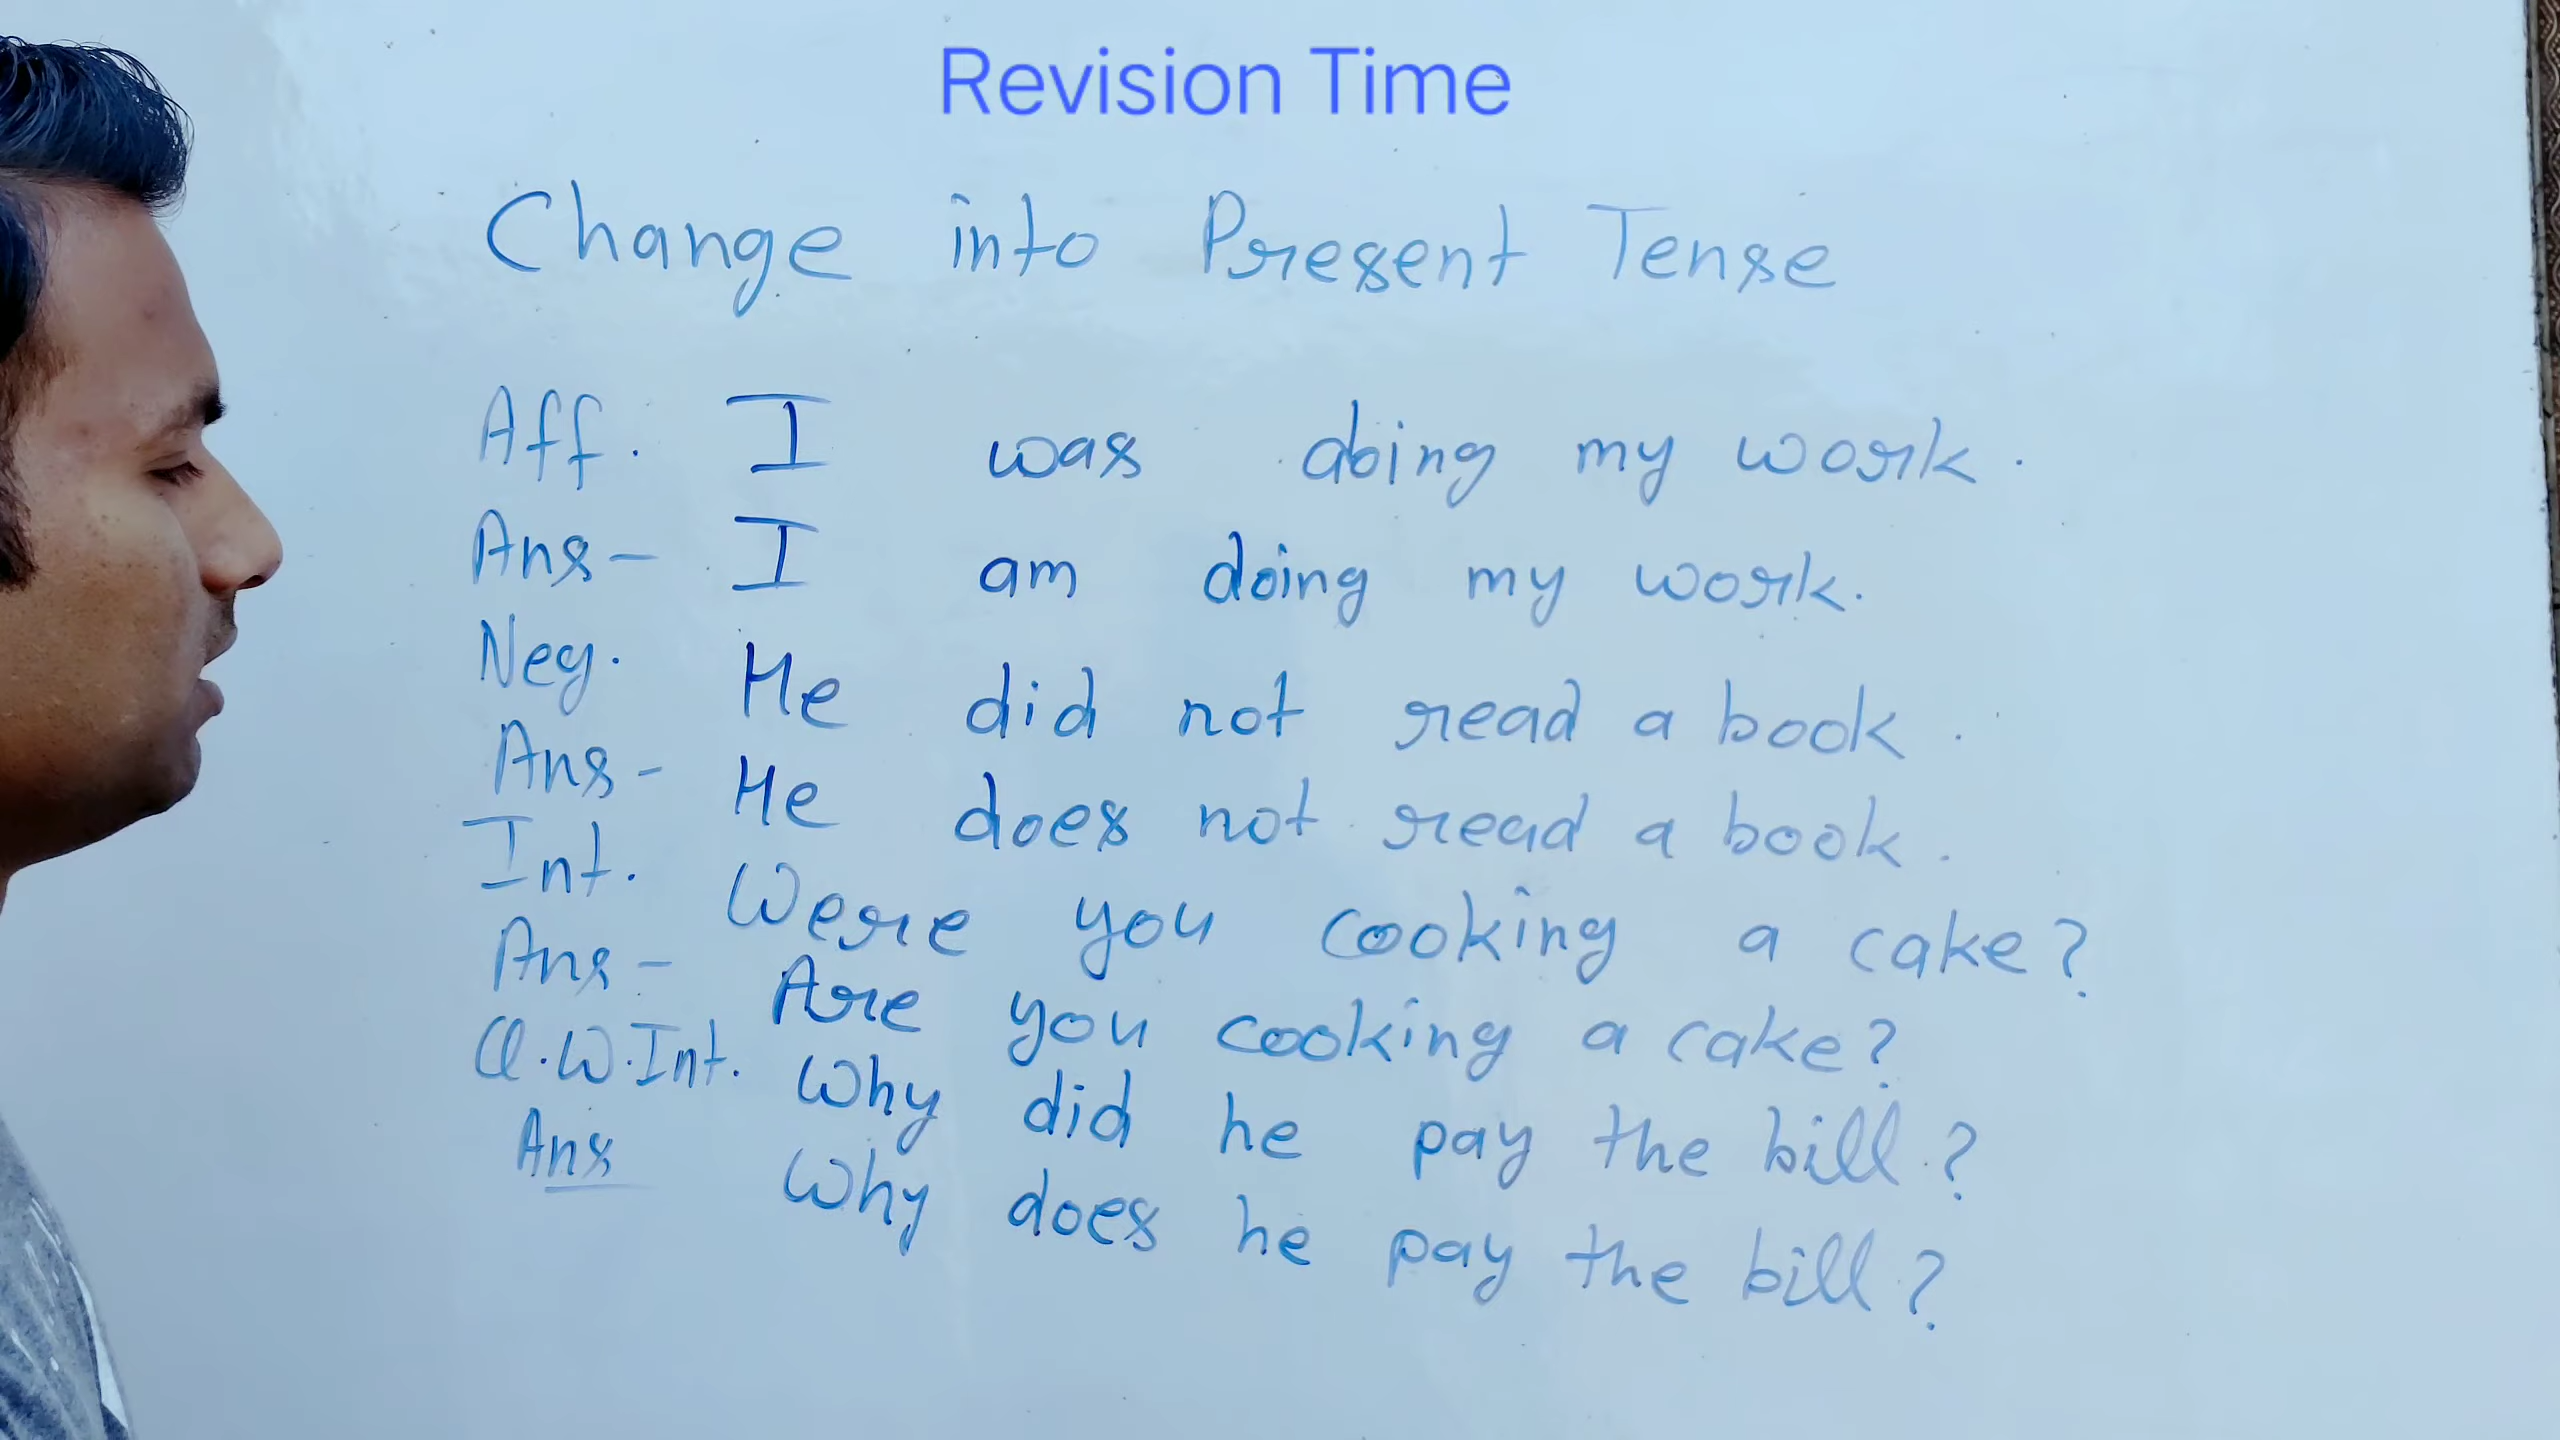 Revision Time
Change into Present Tense
Aff. I was doing my work.
Ans- I am doing my work.
Neg. He did not read a book.
Ans- He does not read a book.
Int. Were you cooking a cake?
Ans- Are you cooking a cake?
Q.W.Int. Why did he pay the bill?
Ans Why does he pay the bill?